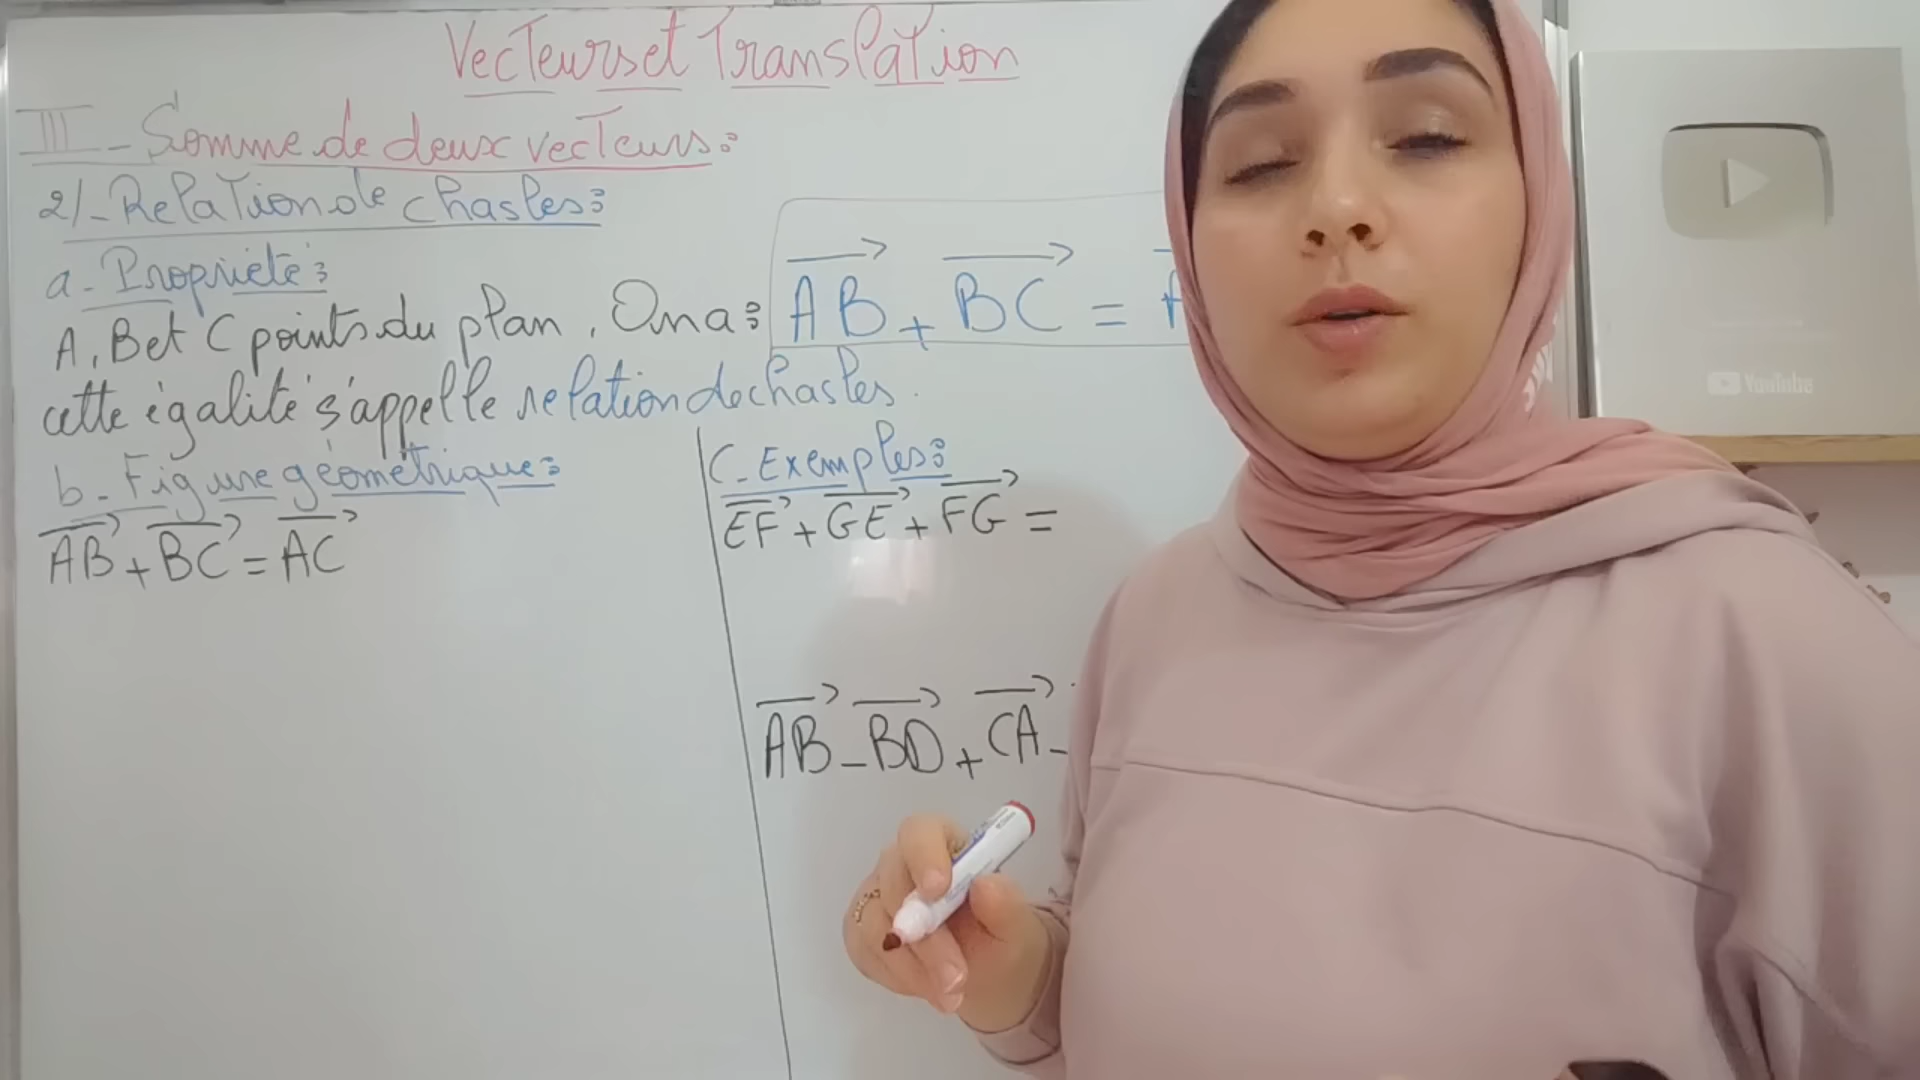 Vecteurs et Translation
III - Somme de deux vecteurs:
2/- Relation de chasles:
a - Propriété:
A, B et C points du plan, On a: AB + BC =
cette égalité s'appelle relation de chasles.
b - Figure géométrique:
AB + BC = AC
C - Exemples:
EF + GE + FG =
AB - BD + CA -
YouTube